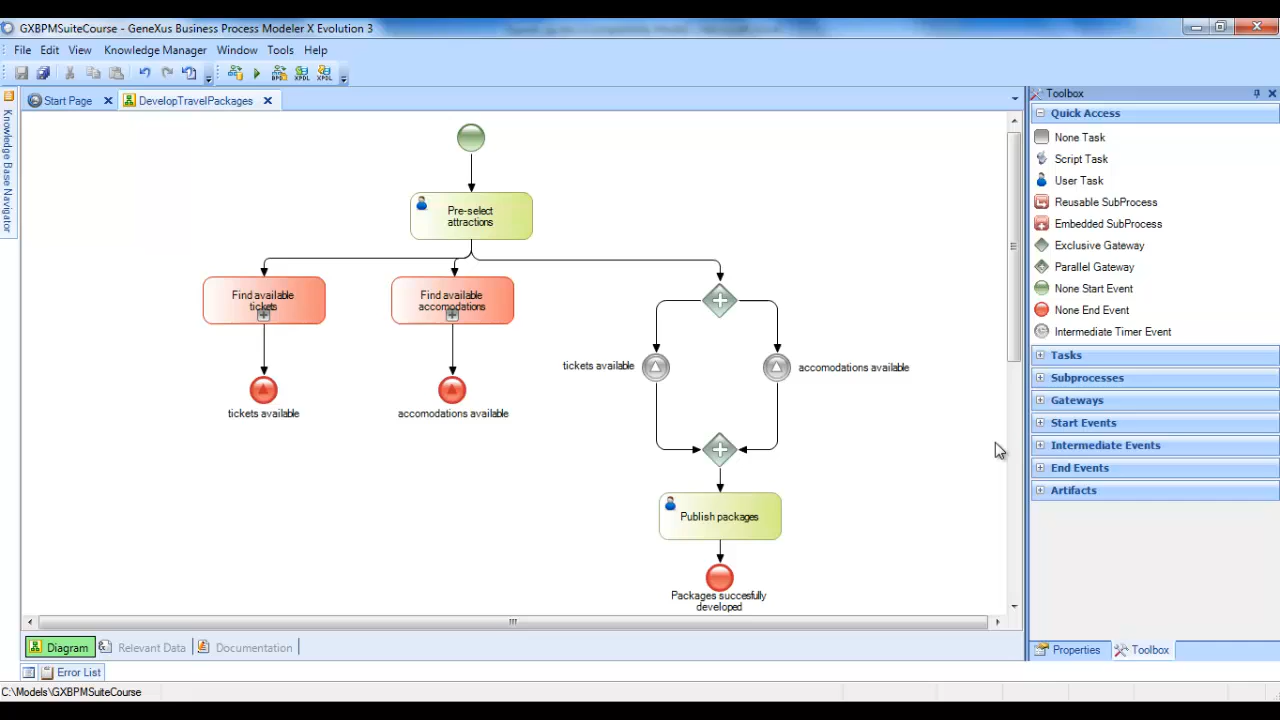 GXBPMSuiteCourse - GeneXus Business Process Modeler X Evolution 3
File Edit View Knowledge Manager Window Tools Help
BPD XPDL XPDL
Start Page DevelopTravelPackages
Knowledge Base Navigator
Pre-select
attractions
Find available
tickets
Find available
accomodations
tickets available
accomodations available
tickets available
accomodations available
Publish packages
Packages succesfully
developed
Toolbox
Quick Access
None Task
Script Task
User Task
Reusable SubProcess
Embedded SubProcess
Exclusive Gateway
Parallel Gateway
None Start Event
None End Event
Intermediate Timer Event
Tasks
Subprocesses
Gateways
Start Events
Intermediate Events
End Events
Artifacts
Diagram Relevant Data Documentation
Properties Toolbox
Error List
C:\Models\GXBPMSuiteCourse